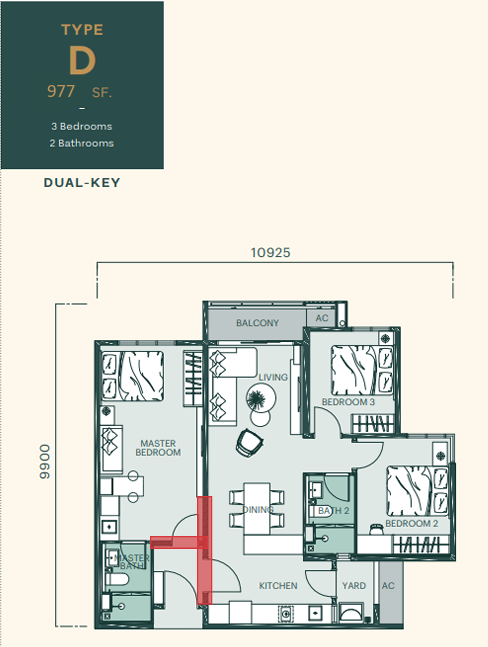 TYPE
D
977 SF.
3 Bedrooms
2 Bathrooms
DUAL-KEY
10925
9900
BALCONY
AC
LIVING
BEDROOM 3
MASTER
BEDROOM
DINING
BATH 2
BEDROOM 2
MASTER
BATH
KITCHEN
YARD
AC